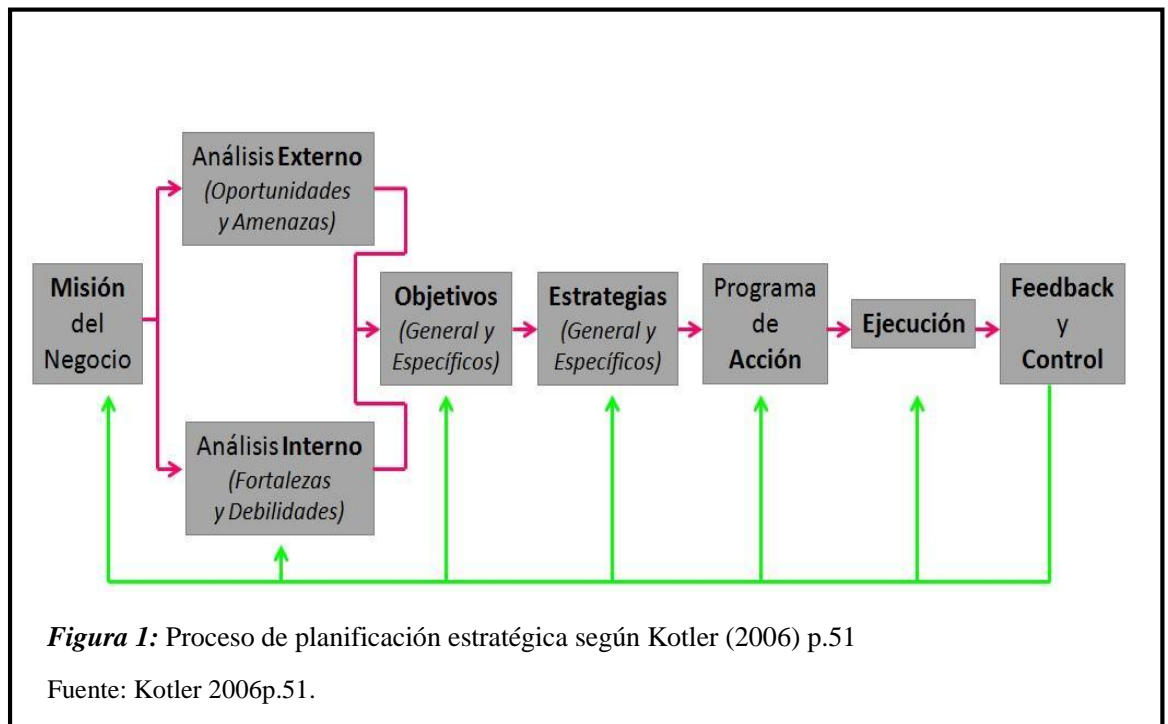 Análisis Externo
(Oportunidades
y Amenazas)
Misión
del
Negocio
Análisis Interno
(Fortalezas
y Debilidades)
Objetivos
(General y
Específicos)
Estrategias
(General y
Específicos)
Programa
de
Acción
Ejecución
Feedback
y
Control
Figura 1: Proceso de planificación estratégica según Kotler (2006) p.51
Fuente: Kotler 2006p.51.